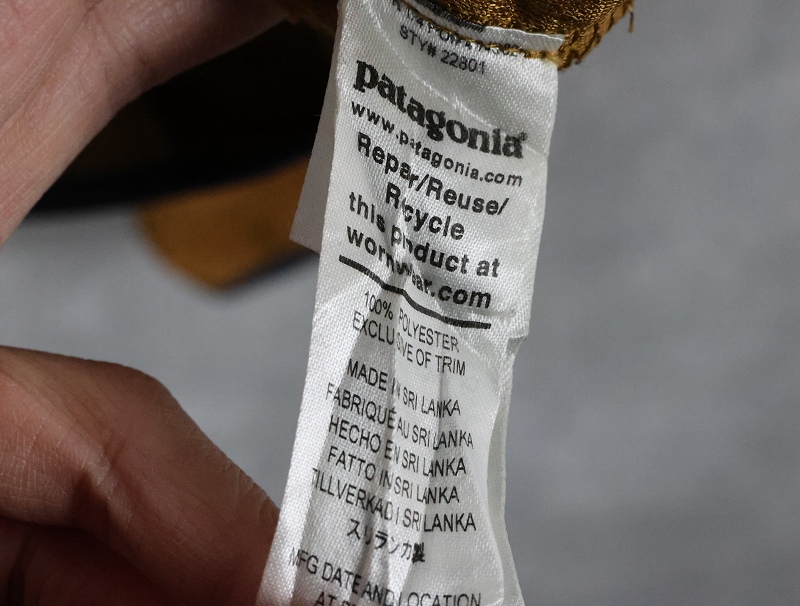 STY# 22801
patagonia®
www.patagonia.com
Repair/Reuse/
Recycle
this product at
wornwear.com
100% POLYESTER
EXCLUSIVE OF TRIM
MADE IN SRI LANKA
FABRIQUÉ AU SRI LANKA
HECHO EN SRI LANKA
FATTO IN SRI LANKA
TILLVERKAD I SRI LANKA
スリランカ製
MFG DATE AND LOCATION
AT